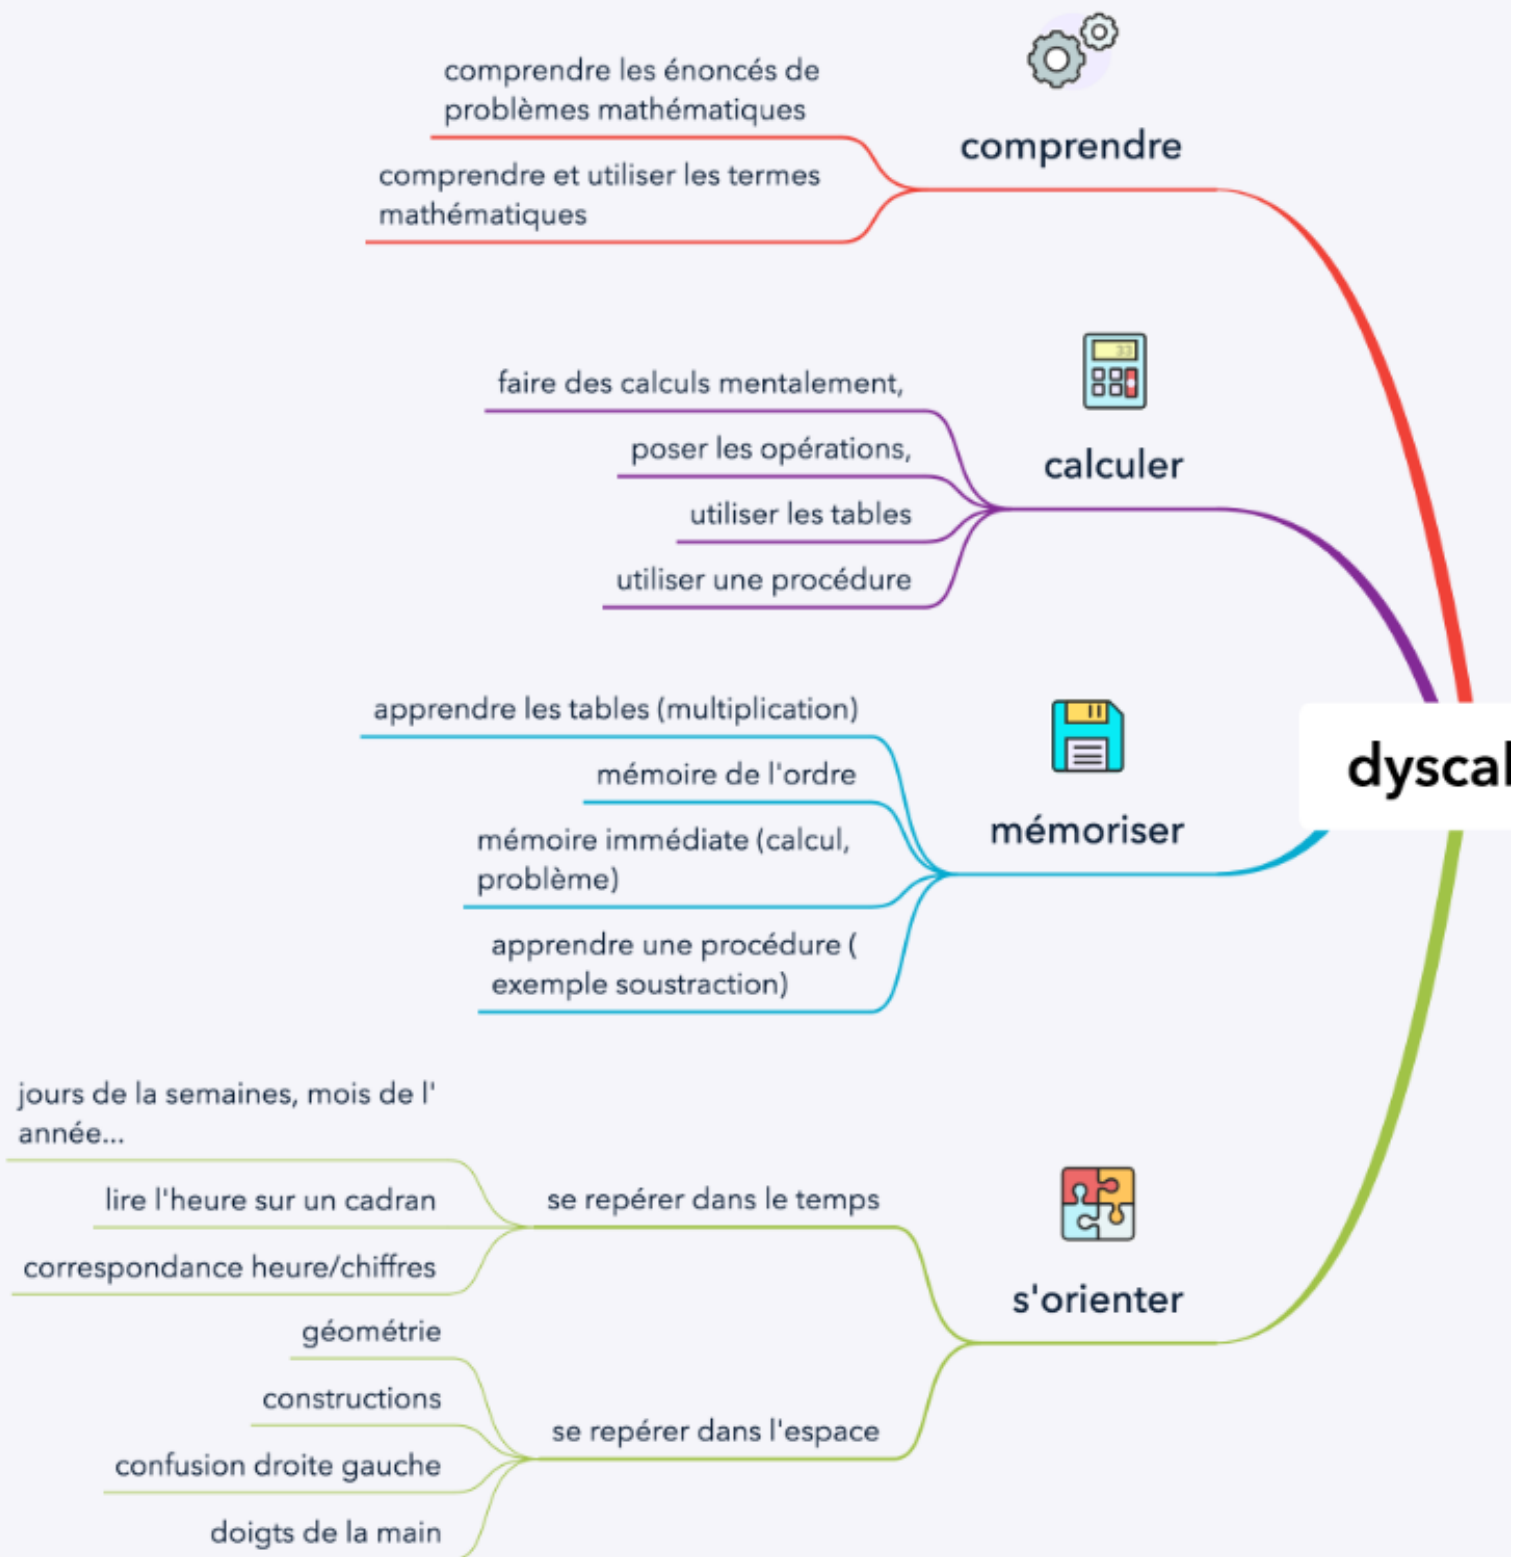 comprendre les énoncés de
problèmes mathématiques
comprendre
comprendre et utiliser les termes
mathématiques
33
faire des calculs mentalement,
poser les opérations,
calculer
utiliser les tables
utiliser une procédure
apprendre les tables (multiplication)
mémoire de l'ordre
mémoriser
mémoire immédiate (calcul,
problème)
apprendre une procédure (
exemple soustraction)
jours de la semaines, mois de l'
année...
lire l'heure sur un cadran
se repérer dans le temps
correspondance heure/chiffres
s'orienter
géométrie
constructions
se repérer dans l'espace
confusion droite gauche
doigts de la main